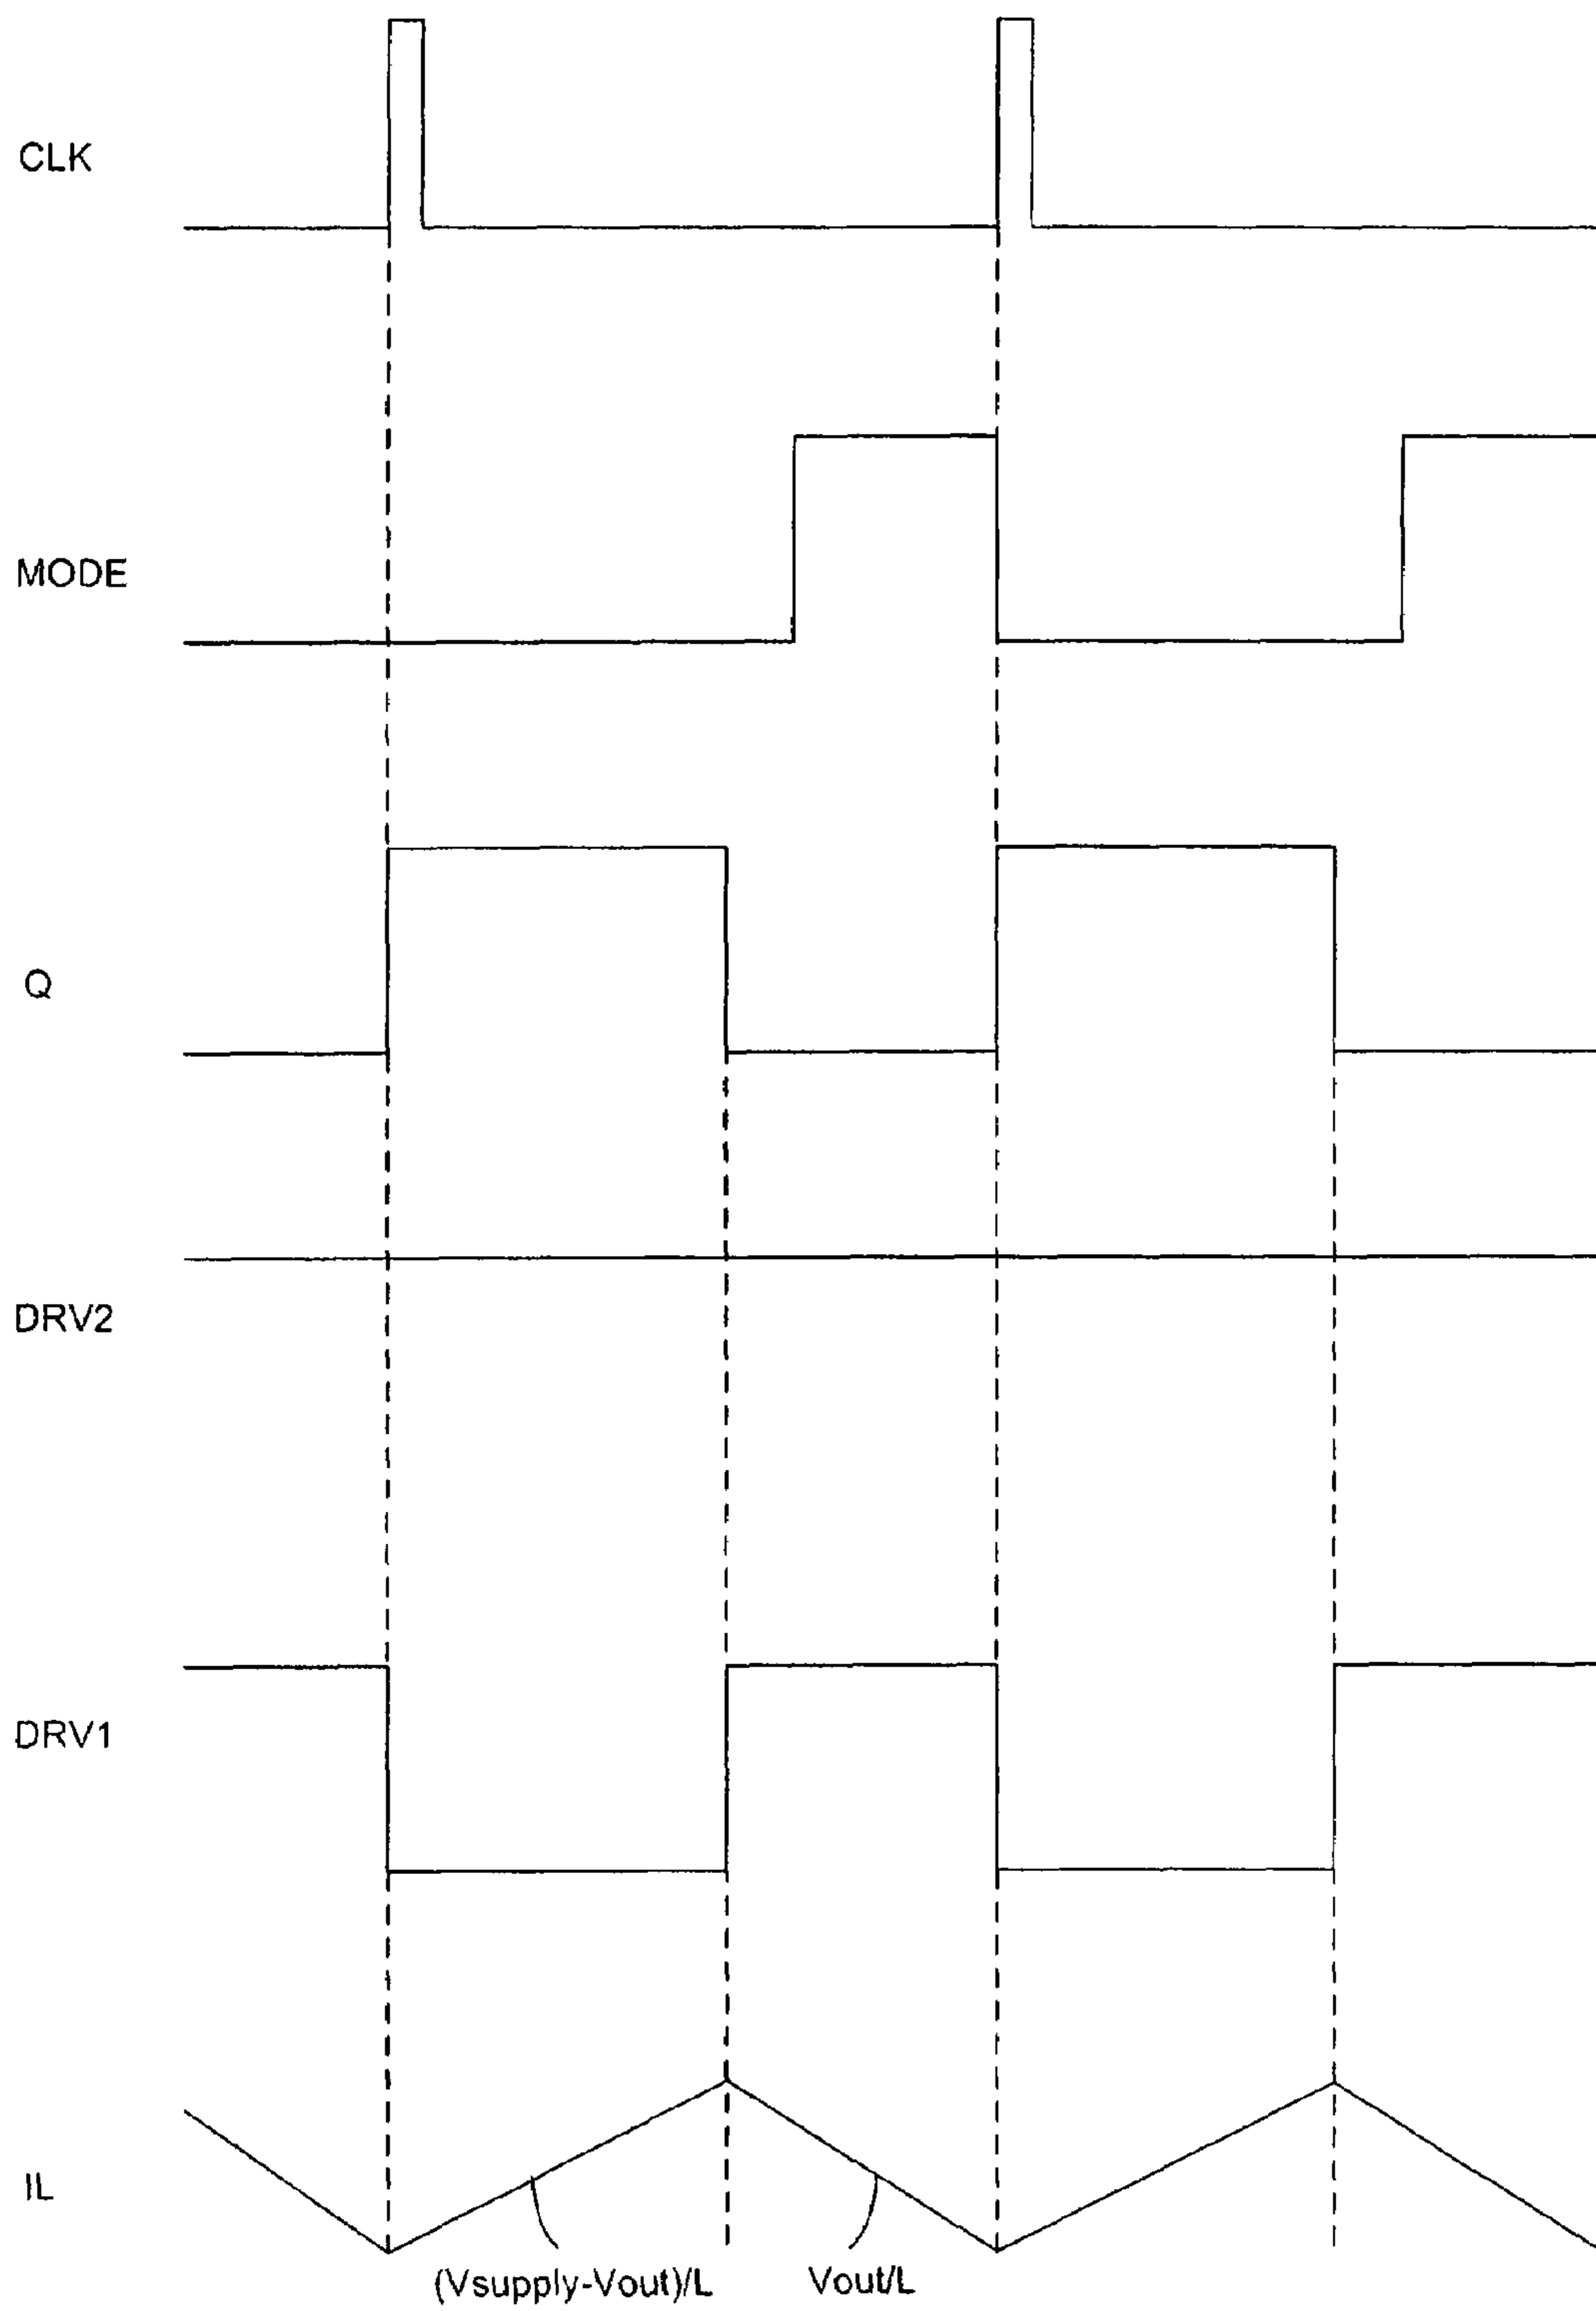 CLK
MODE
Q
DRV2
DRV1
IL
(Vsupply-Vout)/L
Vout/L